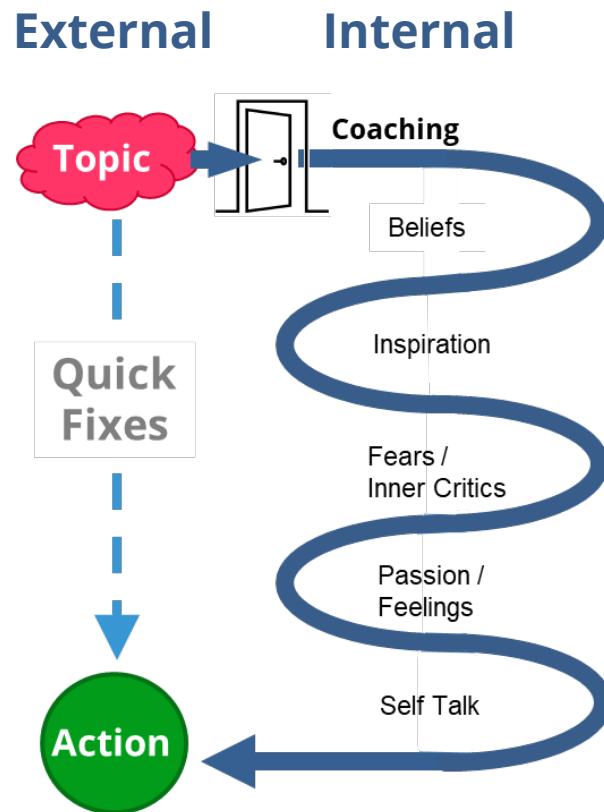 External
Internal
Topic
Coaching
Beliefs
Inspiration
Quick
Fixes
Fears /
Inner Critics
Passion /
Feelings
Self Talk
Action